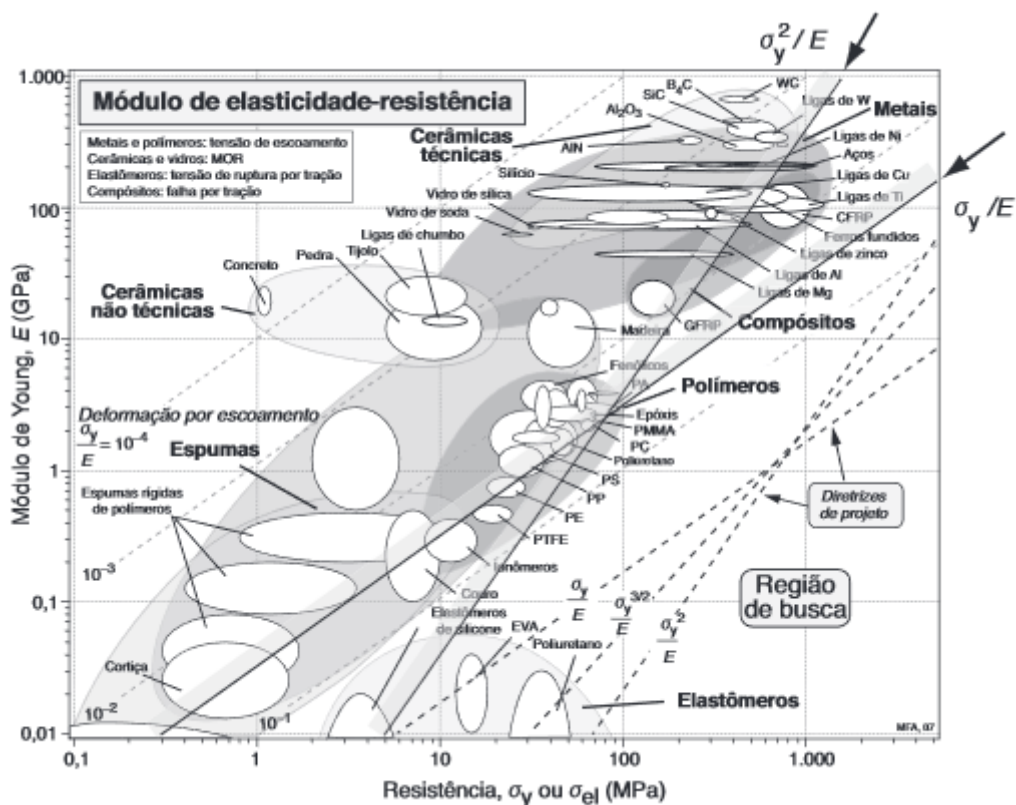 σy²/E
1.000
Módulo de elasticidade-resistência
Metais e polímeros: tensão de escoamento
Cerâmicas e vidros: MOR
Elastômeros: tensão de ruptura por tração
Compósitos: falha por tração
Cerâmicas
técnicas
Al₂O₃
SiC
B₄C
WC
Ligas de W
Metais
AlN
Ligas de Ni
Aços
Silício
Ligas de Cu
Vidro de sílica
Ligas de Ti
100
Vidro de soda
CFRP
σy/E
Ligas de chumbo
Ferros fundidos
Tijolo
Ligas de zinco
Pedra
Concreto
Ligas de Al
Cerâmicas
não técnicas
Ligas de Mg
10
Madeira
GFRP
Compósitos
Fenólicos
PA
Polímeros
Deformação por escoamento
σy/E = 10⁻⁴
Epóxis
PMMA
PC
Espumas
Poliuretano
1
PS
Espumas rígidas
de polímeros
PP
PE
Diretrizes
de projeto
PTFE
10⁻³
Ionômeros
0,1
Couro
σy/E
σy³/²/E
σy²/E
Região
de busca
Elastômeros
de silicone
EVA
Poliuretano
Cortiça
Elastômeros
10⁻²
10⁻¹
MFA, 07
0,01
0,1
1
10
100
1.000
Módulo de Young, E (GPa)
Resistência, σy ou σel (MPa)